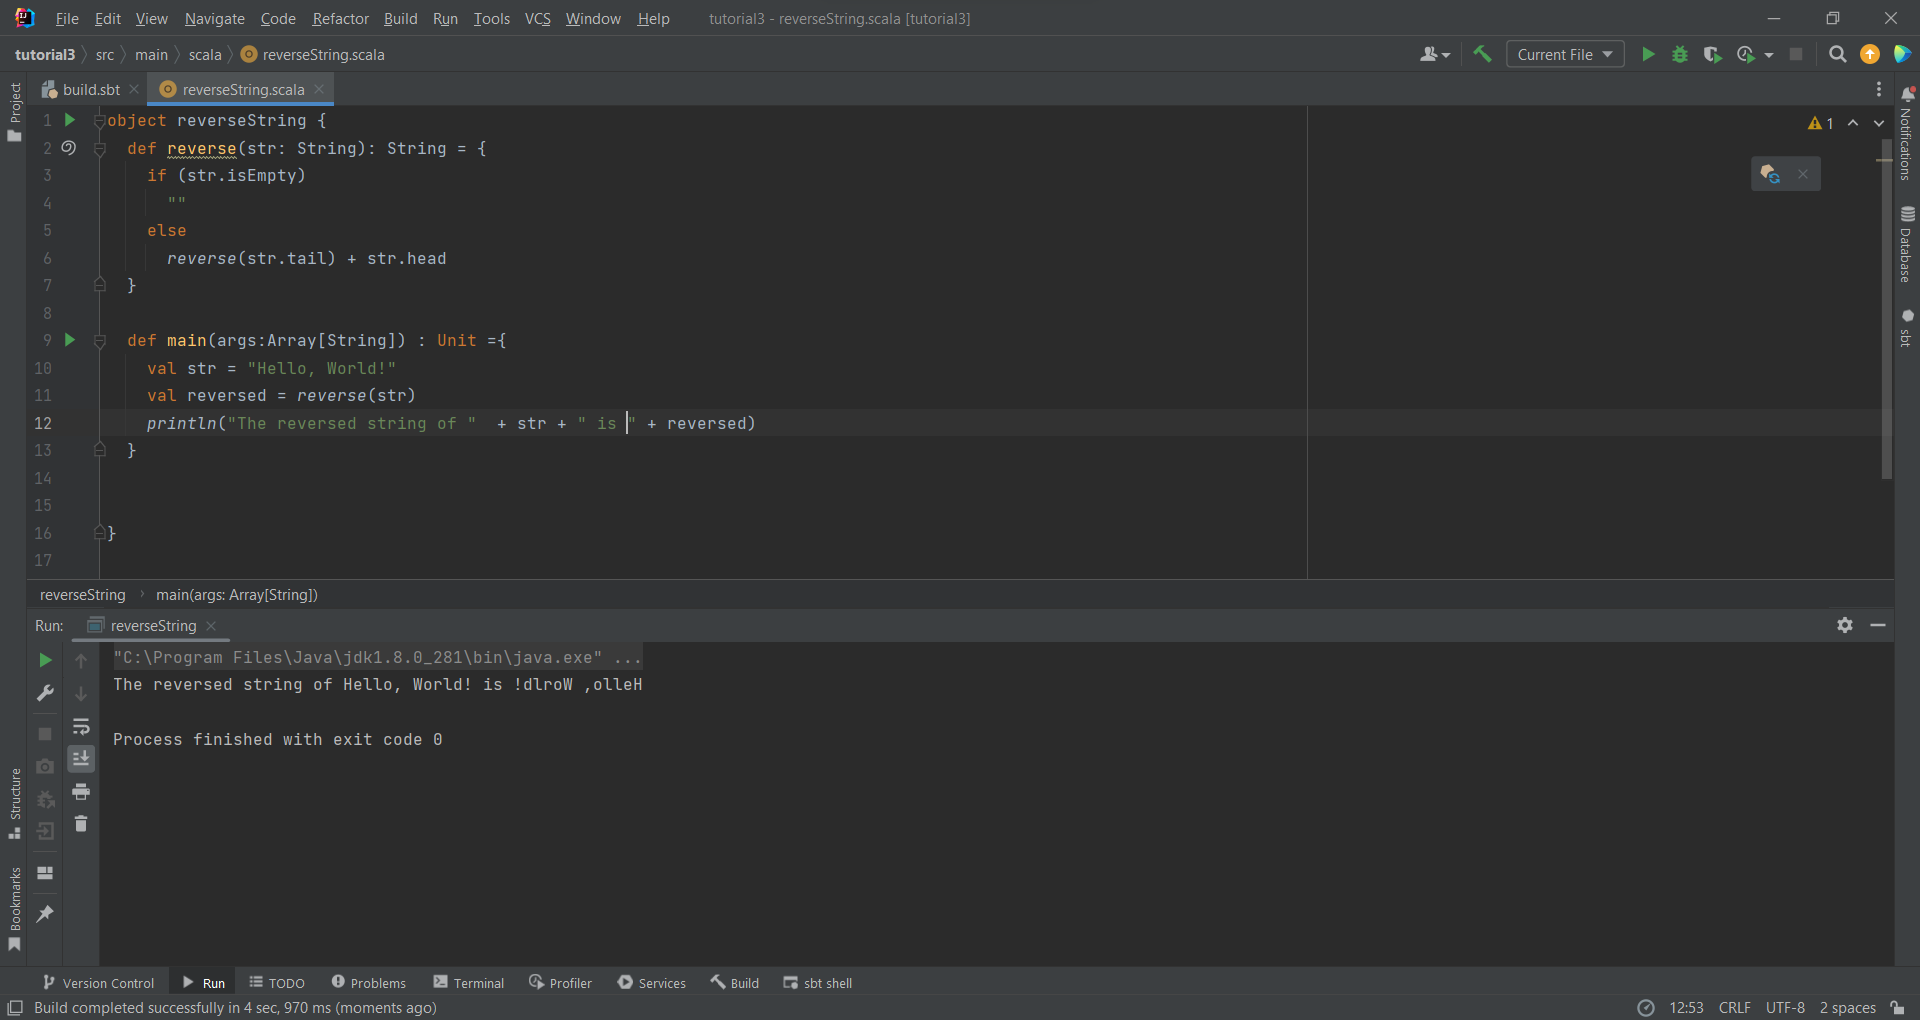 File Edit View Navigate Code Refactor Build Run Tools VCS Window Help tutorial3 - reverseString.scala [tutorial3]
tutorial3 src main scala reverseString.scala Current File
build.sbt reverseString.scala
Project
Notifications
Database
sbt
1 object reverseString {
1
2 def reverse(str: String): String = {
3 if (str.isEmpty)
4 ""
5 else
6 reverse(str.tail) + str.head
7 }
8
9 def main(args:Array[String]) : Unit ={
10 val str = "Hello, World!"
11 val reversed = reverse(str)
12 println("The reversed string of "  + str + " is " + reversed)
13 }
14
15
16 }
17
reverseString main(args: Array[String])
Run: reverseString
"C:\Program Files\Java\jdk1.8.0_281\bin\java.exe" ...
The reversed string of Hello, World! is !dlroW ,olleH
Process finished with exit code 0
Structure
Bookmarks
Version Control Run TODO Problems Terminal Profiler Services Build sbt shell
Build completed successfully in 4 sec, 970 ms (moments ago) 12:53 CRLF UTF-8 2 spaces